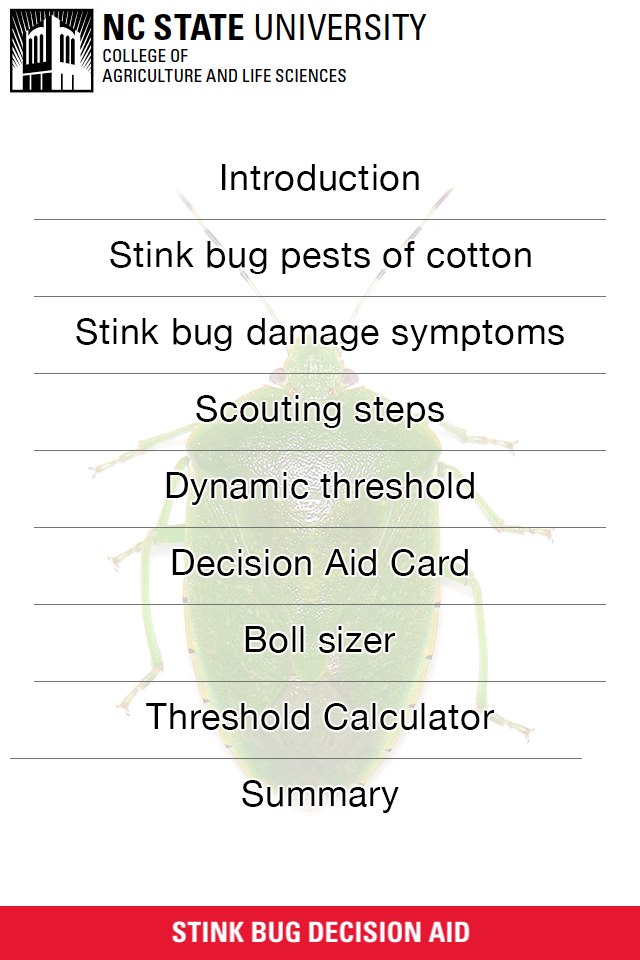 NC STATE UNIVERSITY
COLLEGE OF
AGRICULTURE AND LIFE SCIENCES
Introduction
Stink bug pests of cotton
Stink bug damage symptoms
Scouting steps
Dynamic threshold
Decision Aid Card
Boll sizer
Threshold Calculator
Summary
STINK BUG DECISION AID